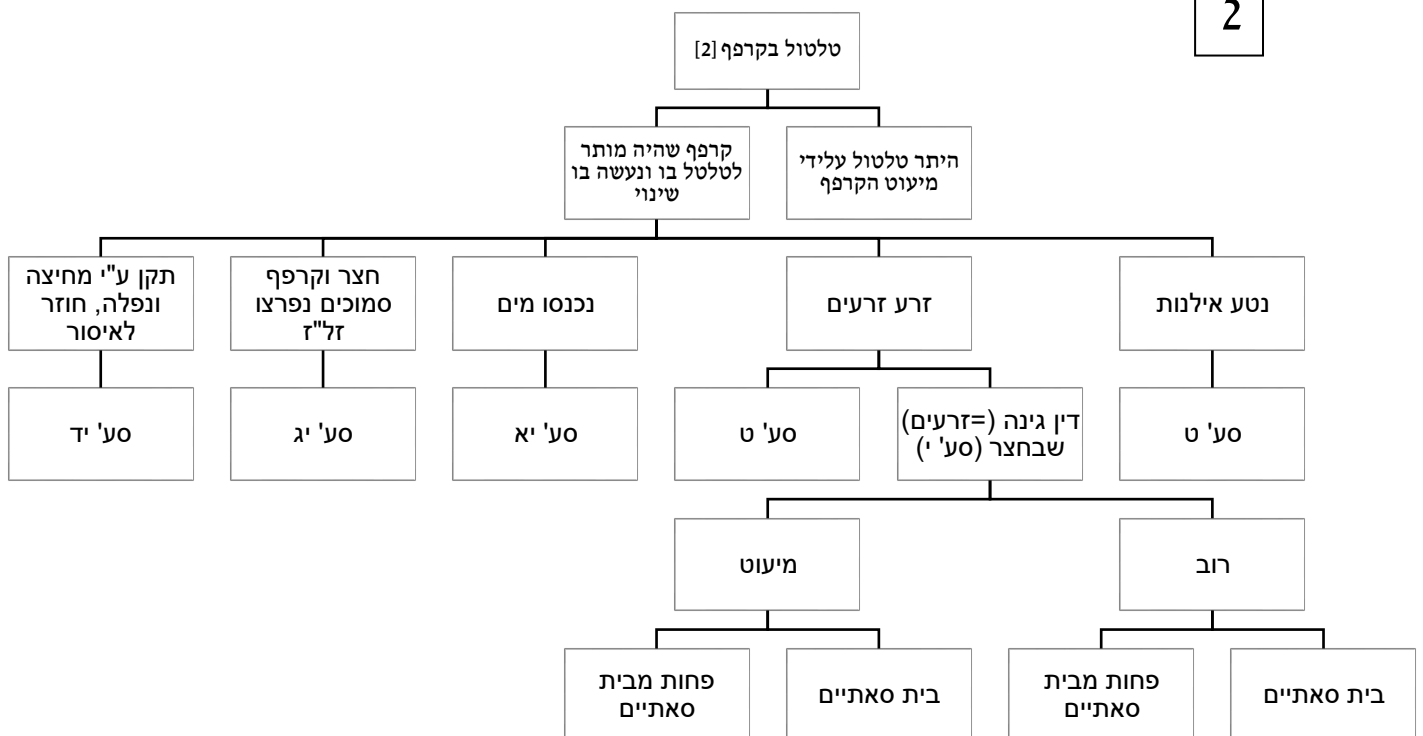 2
טלטול בקרפף [2]
היתר טלטול עלידי
מיעוט הקרפף
קרפף שהיה מותר
לטלטל בו ונעשה בו
שינוי
נטע אילנות
זרע זרעים
נכנסו מים
חצר וקרפף
סמוכים נפרצו
זל"ז
תקן ע"י מחיצה
ונפלה, חוזר
לאיסור
סע' ט
דין גינה (=זרעים)
שבחצר (סע' י)
סע' ט
סע' יא
סע' יג
סע' יד
רוב
מיעוט
בית סאתיים
פחות מבית
סאתיים
בית סאתיים
פחות מבית
סאתיים